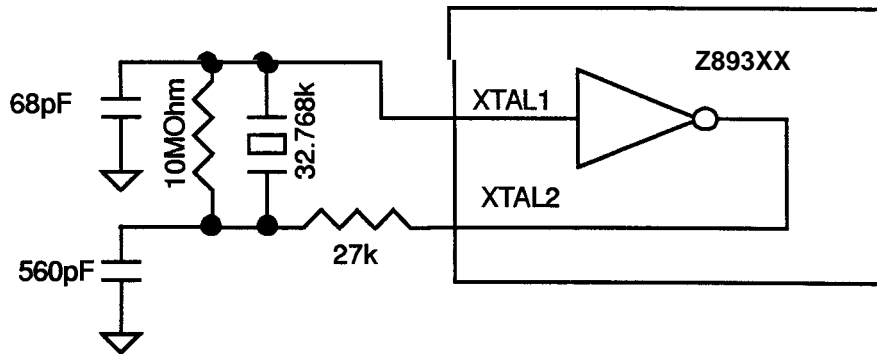 Z893XX
68pF
10MOhm
32.768k
XTAL1
XTAL2
27k
560pF